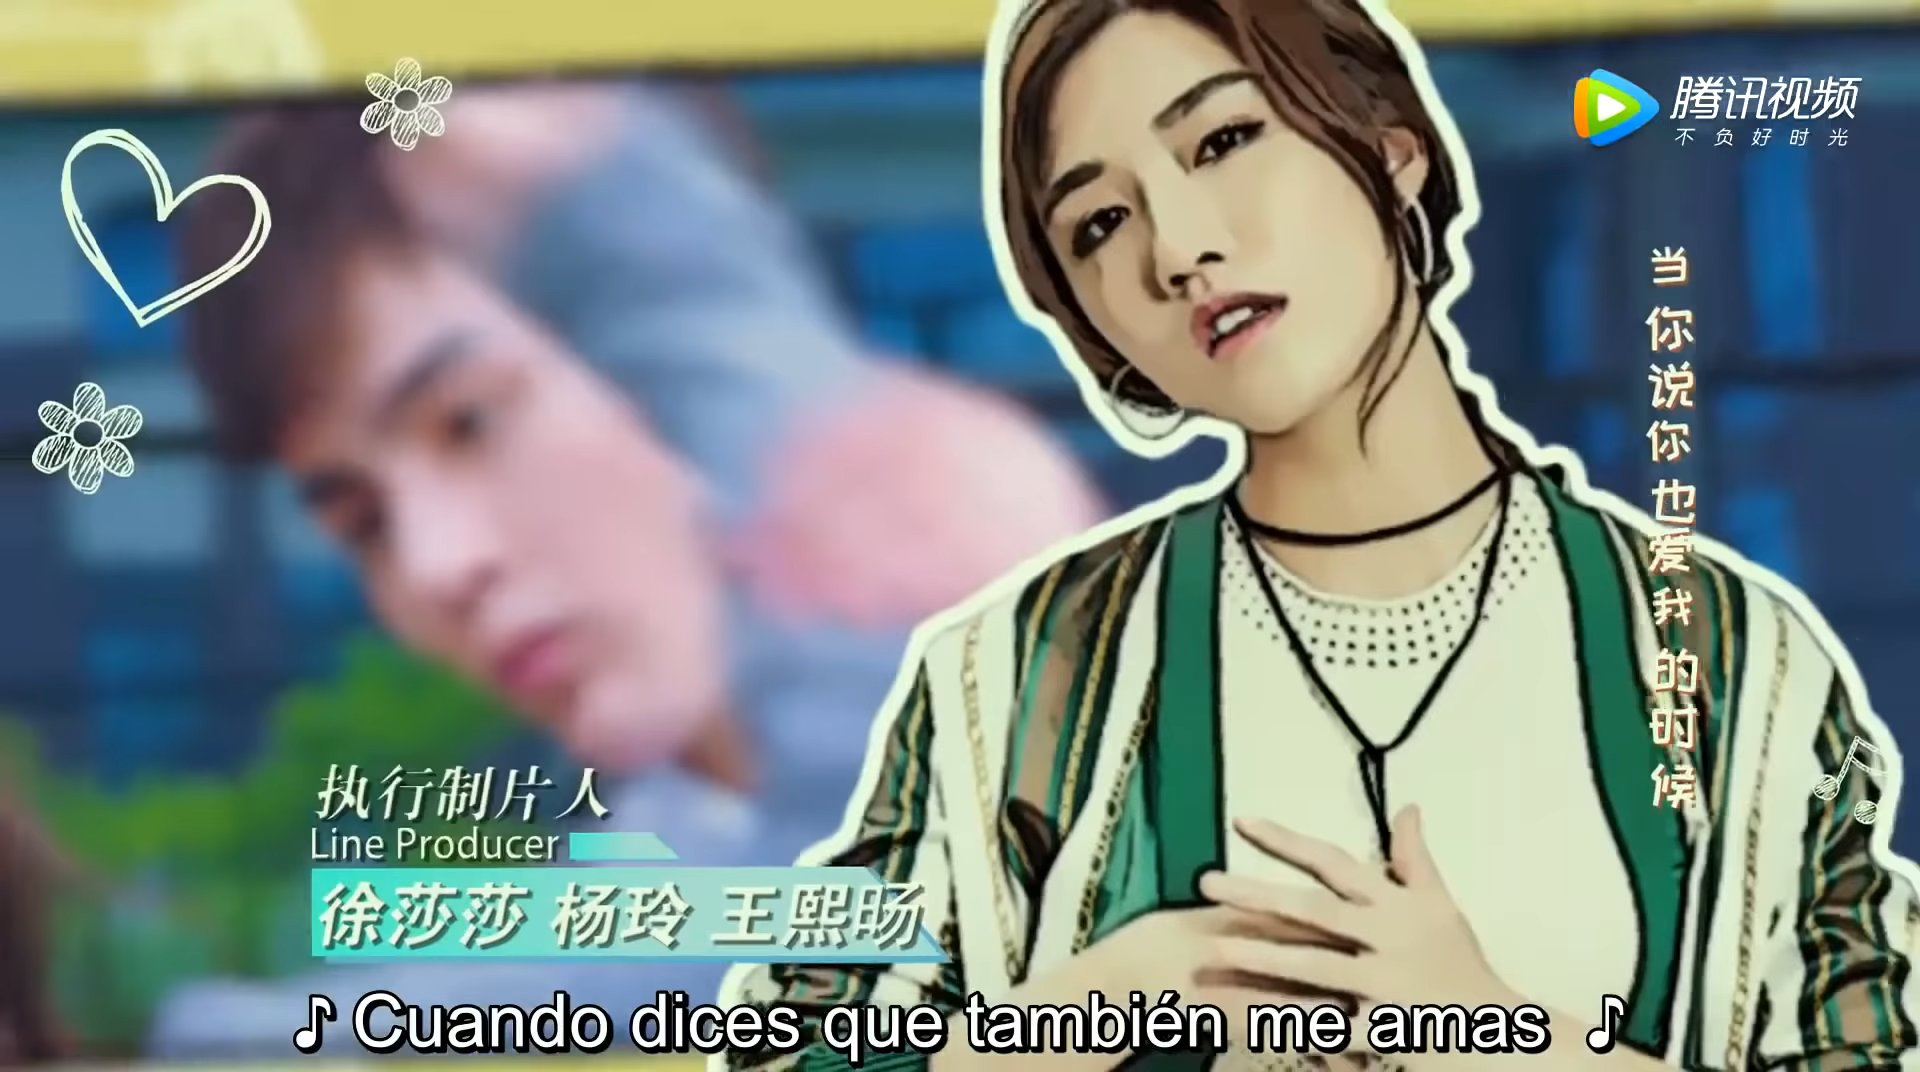 腾讯视频
不负好时光
当你说你也爱我的时候
执行制片人
Line Producer
徐莎莎 杨玲 王熙旸
♪ Cuando dices que también me amas ♪